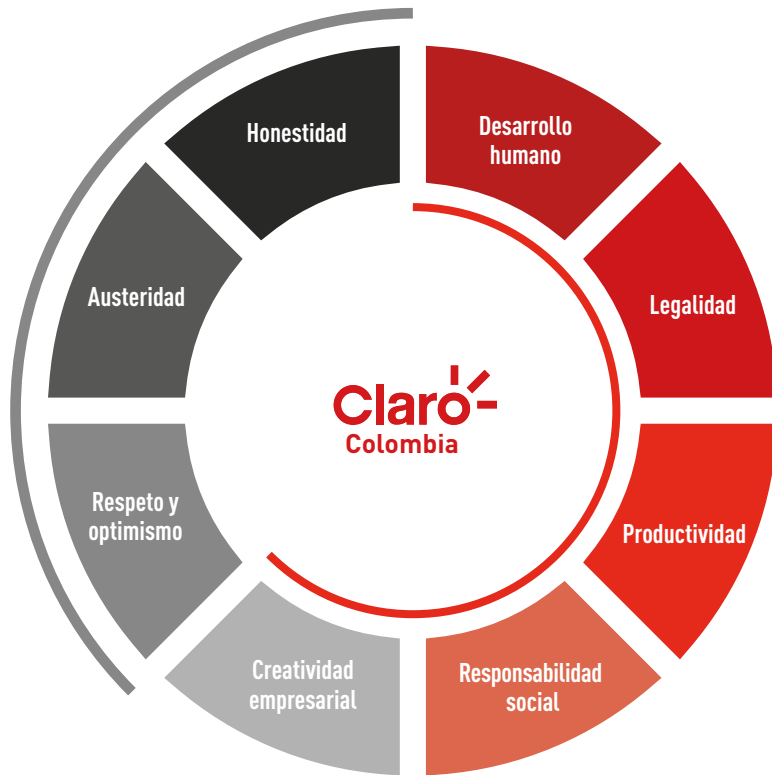 Honestidad
Desarrollo
humano
Austeridad
Legalidad
Claro
Colombia
Respeto y
optimismo
Productividad
Creatividad
empresarial
Responsabilidad
social